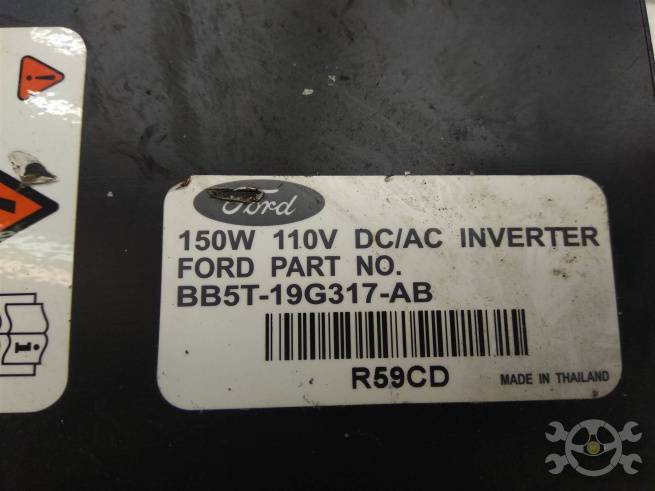 Ford
150W 110V DC/AC INVERTER
FORD PART NO.
BB5T-19G317-AB
R59CD
MADE IN THAILAND